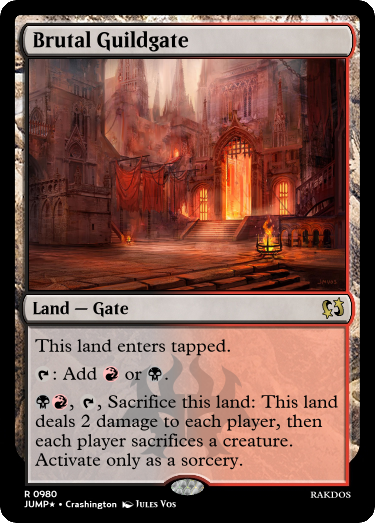 Brutal Guildgate
Land — Gate
This land enters tapped.
: Add or .
, , Sacrifice this land: This land
deals 2 damage to each player, then
each player sacrifices a creature.
Activate only as a sorcery.
R 0980
JUMP★ • Crashington Jules Vos
RAKDOS